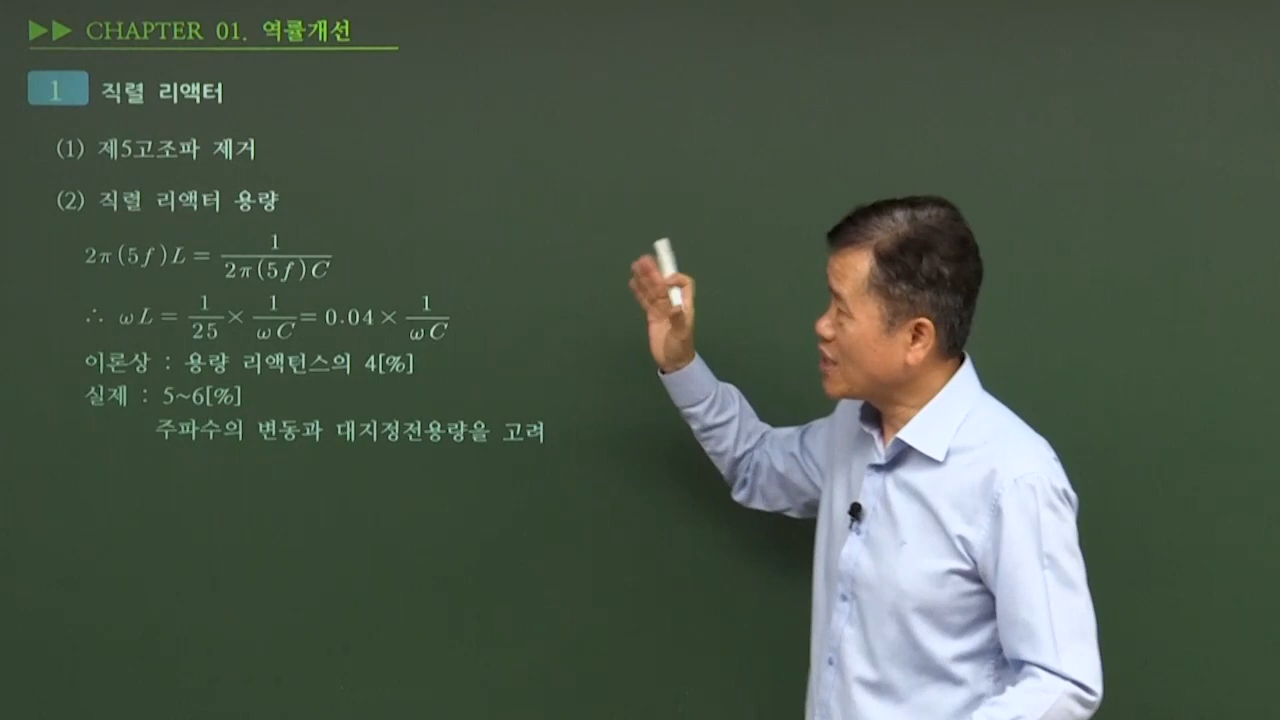 ▶▶ CHAPTER 01. 역률개선
1 직렬 리액터
(1) 제5고조파 제거
(2) 직렬 리액터 용량
2π(5f)L = 1/(2π(5f)C)
∴ ωL = 1/25 × 1/(ωC) = 0.04 × 1/(ωC)
이론상 : 용량 리액턴스의 4[%]
실제 : 5~6[%]
주파수의 변동과 대지정전용량을 고려